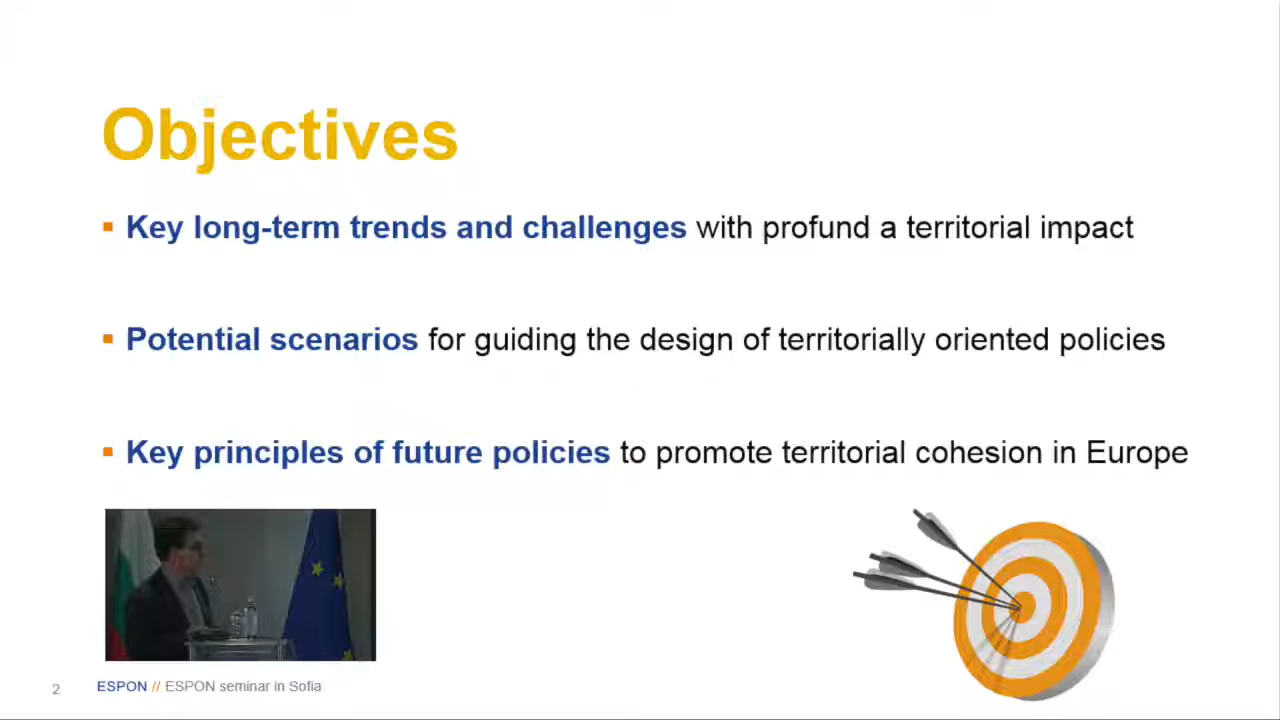 Objectives
Key long-term trends and challenges with profund a territorial impact
Potential scenarios for guiding the design of territorially oriented policies
Key principles of future policies to promote territorial cohesion in Europe
2 ESPON // ESPON seminar in Sofia